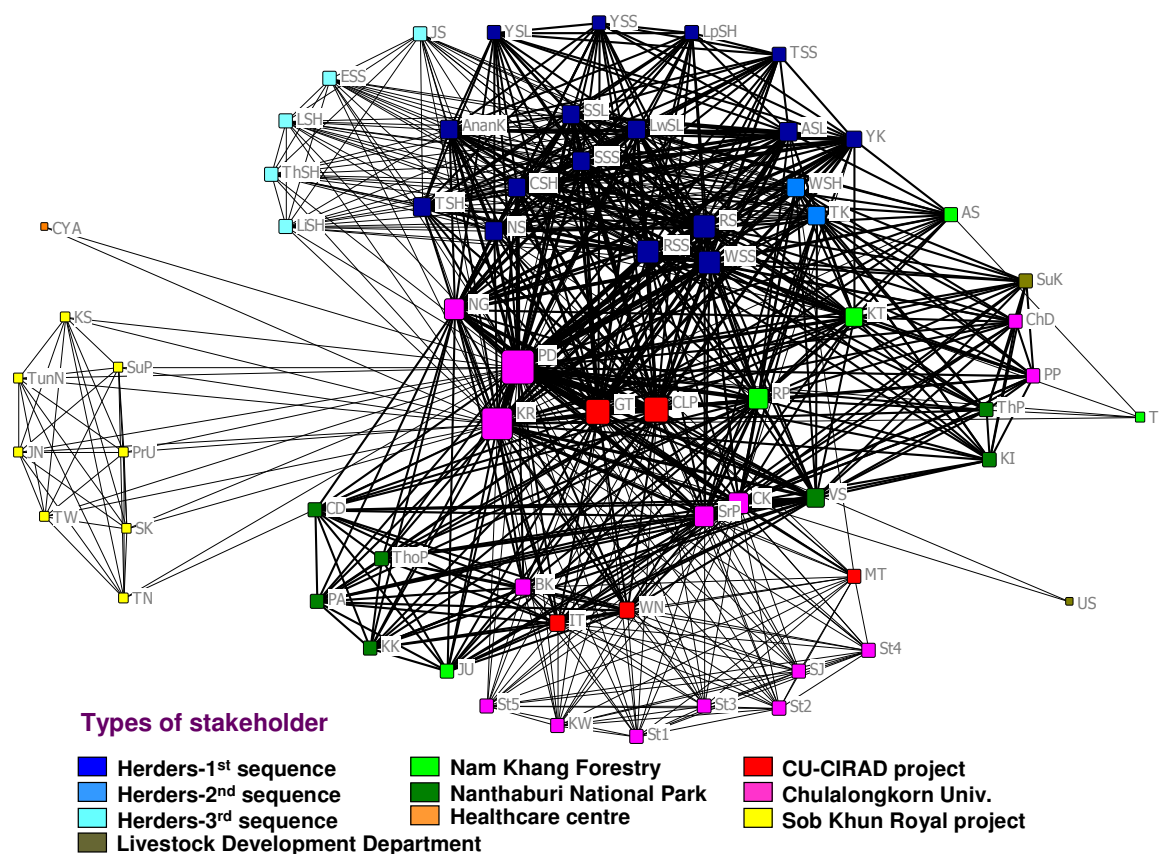 JS
YSL
YSS
LpSH
TSS
ESS
LSH
AnanK
SSL
LwSL
ASL
YK
SSS
ThSH
CSH
WSH
TSH
TK
AS
LiSH
NS
RS
CYA
RSS
WSS
SuK
NG
KT
ChD
KS
SuP
PD
PP
TunN
RP
ThP
GT
CLP
T
KR
JN
PrU
KI
CK
VS
CD
SrP
TW
SK
ThoP
MT
BK
TN
PA
WN
US
IT
KK
St4
JU
SJ
St5
St3
St2
KW
St1
Types of stakeholder
Herders-1st sequence
Herders-2nd sequence
Herders-3rd sequence
Livestock Development Department
Nam Khang Forestry
Nanthaburi National Park
Healthcare centre
CU-CIRAD project
Chulalongkorn Univ.
Sob Khun Royal project